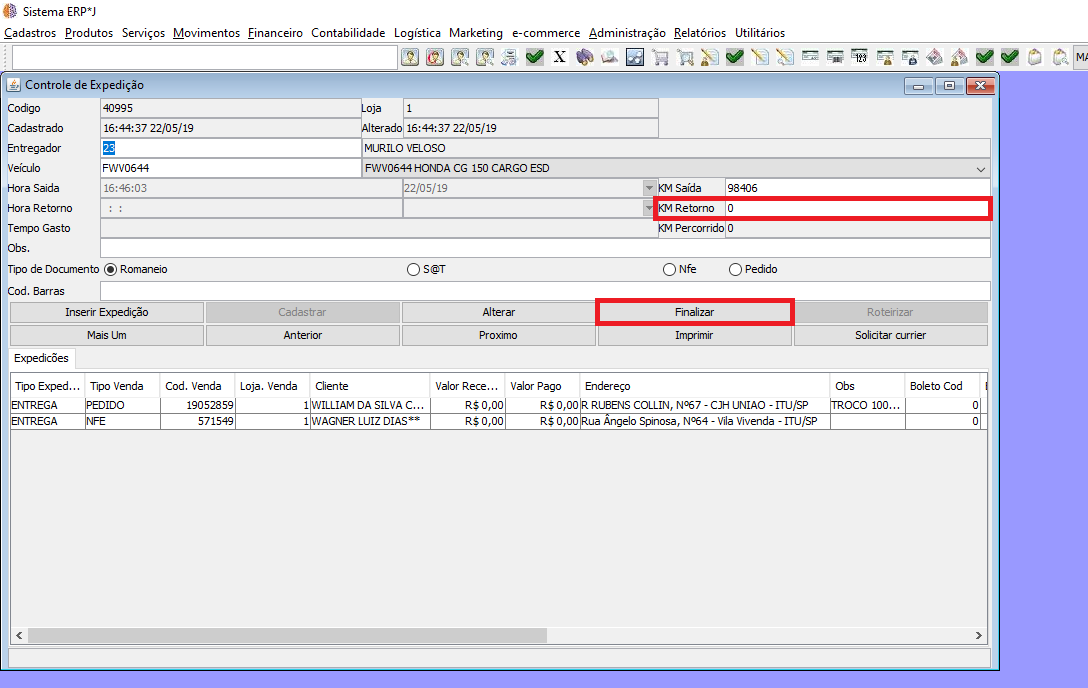 Sistema ERP*J
Cadastros Produtos Serviços Movimentos Financeiro Contabilidade Logística Marketing e-commerce Administração Relatórios Utilitários
X 123 MA
Controle de Expedição
Codigo 40995 Loja 1
Cadastrado 16:44:37 22/05/19 Alterado 16:44:37 22/05/19
Entregador 23 MURILO VELOSO
Veículo FWV0644 FWV0644 HONDA CG 150 CARGO ESD
Hora Saida 16:46:03 22/05/19 KM Saída 98406
Hora Retorno : : KM Retorno 0
Tempo Gasto KM Percorrido 0
Obs.
Tipo de Documento Romaneio S@T Nfe Pedido
Cod. Barras
Inserir Expedição Cadastrar Alterar Finalizar Roteirizar
Mais Um Anterior Proximo Imprimir Solicitar currier
Expedicões
Tipo Exped... Tipo Venda Cod. Venda Loja. Venda Cliente Valor Rece... Valor Pago Endereço Obs Boleto Cod
ENTREGA PEDIDO 19052859 1 WILLIAM DA SILVA C... R$ 0,00 R$ 0,00 R RUBENS COLLIN, Nº67 - CJH UNIAO - ITU/SP TROCO 100... 0
ENTREGA NFE 571549 1 WAGNER LUIZ DIAS** R$ 0,00 R$ 0,00 Rua Ângelo Spinosa, Nº64 - Vila Vivenda - ITU/SP 0